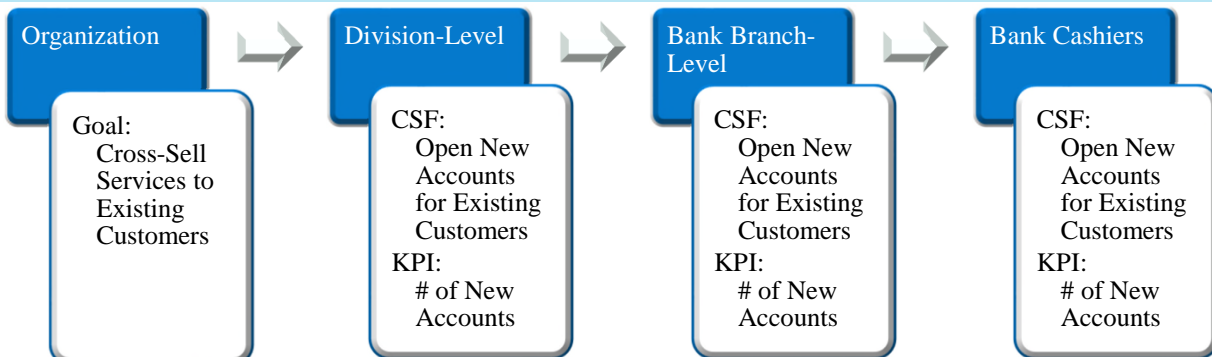 Organization
Goal:
Cross-Sell
Services to
Existing
Customers
Division-Level
CSF:
Open New
Accounts
for Existing
Customers
KPI:
# of New
Accounts
Bank Branch-
Level
CSF:
Open New
Accounts
for Existing
Customers
KPI:
# of New
Accounts
Bank Cashiers
CSF:
Open New
Accounts
for Existing
Customers
KPI:
# of New
Accounts